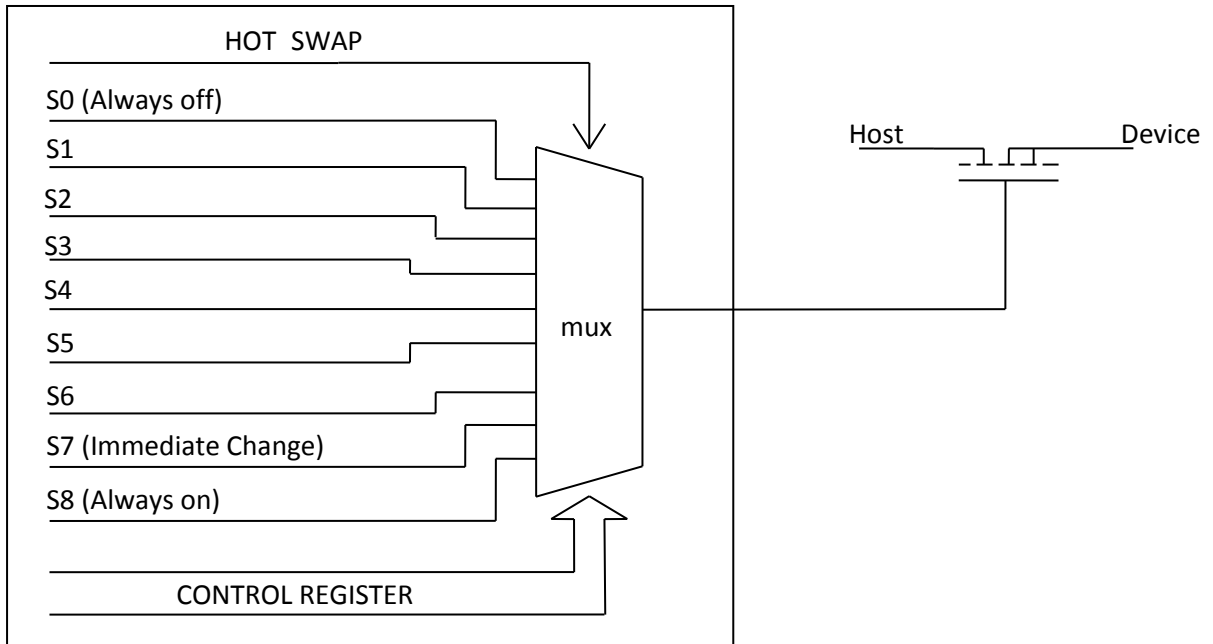 HOT SWAP
S0 (Always off)
S1
S2
S3
S4
S5
S6
S7 (Immediate Change)
S8 (Always on)
CONTROL REGISTER
mux
Host
Device